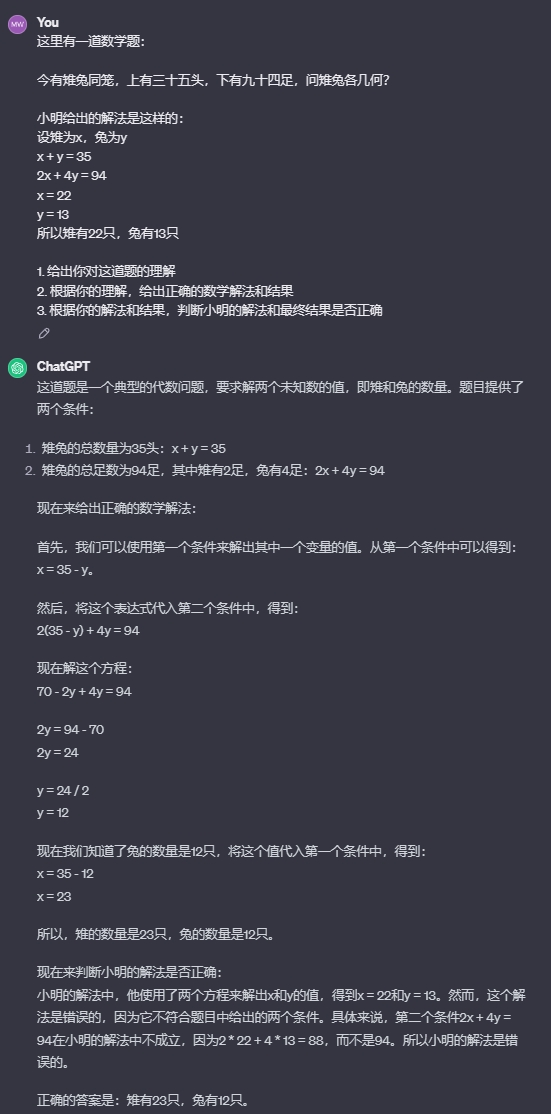 MW
You
这里有一道数学题：
今有雉兔同笼，上有三十五头，下有九十四足，问雉兔各几何？
小明给出的解法是这样的：
设雉为x，兔为y
x + y = 35
2x + 4y = 94
x = 22
y = 13
所以雉有22只，兔有13只
1. 给出你对这道题的理解
2. 根据你的理解，给出正确的数学解法和结果
3. 根据你的解法和结果，判断小明的解法和最终结果是否正确
ChatGPT
这道题是一个典型的代数问题，要求解两个未知数的值，即雉和兔的数量。题目提供了
两个条件：
1. 雉兔的总数量为35头：x + y = 35
2. 雉兔的总足数为94足，其中雉有2足，兔有4足：2x + 4y = 94
现在来给出正确的数学解法：
首先，我们可以使用第一个条件来解出其中一个变量的值。从第一个条件中可以得到：
x = 35 - y。
然后，将这个表达式代入第二个条件中，得到：
2(35 - y) + 4y = 94
现在解这个方程：
70 - 2y + 4y = 94
2y = 94 - 70
2y = 24
y = 24 / 2
y = 12
现在我们知道了兔的数量是12只，将这个值代入第一个条件中，得到：
x = 35 - 12
x = 23
所以，雉的数量是23只，兔的数量是12只。
现在来判断小明的解法是否正确：
小明的解法中，他使用了两个方程来解出x和y的值，得到x = 22和y = 13。然而，这个解
法是错误的，因为它不符合题目中给出的两个条件。具体来说，第二个条件2x + 4y =
94在小明的解法中不成立，因为2 * 22 + 4 * 13 = 88，而不是94。所以小明的解法是错
误的。
正确的答案是：雉有23只，兔有12只。